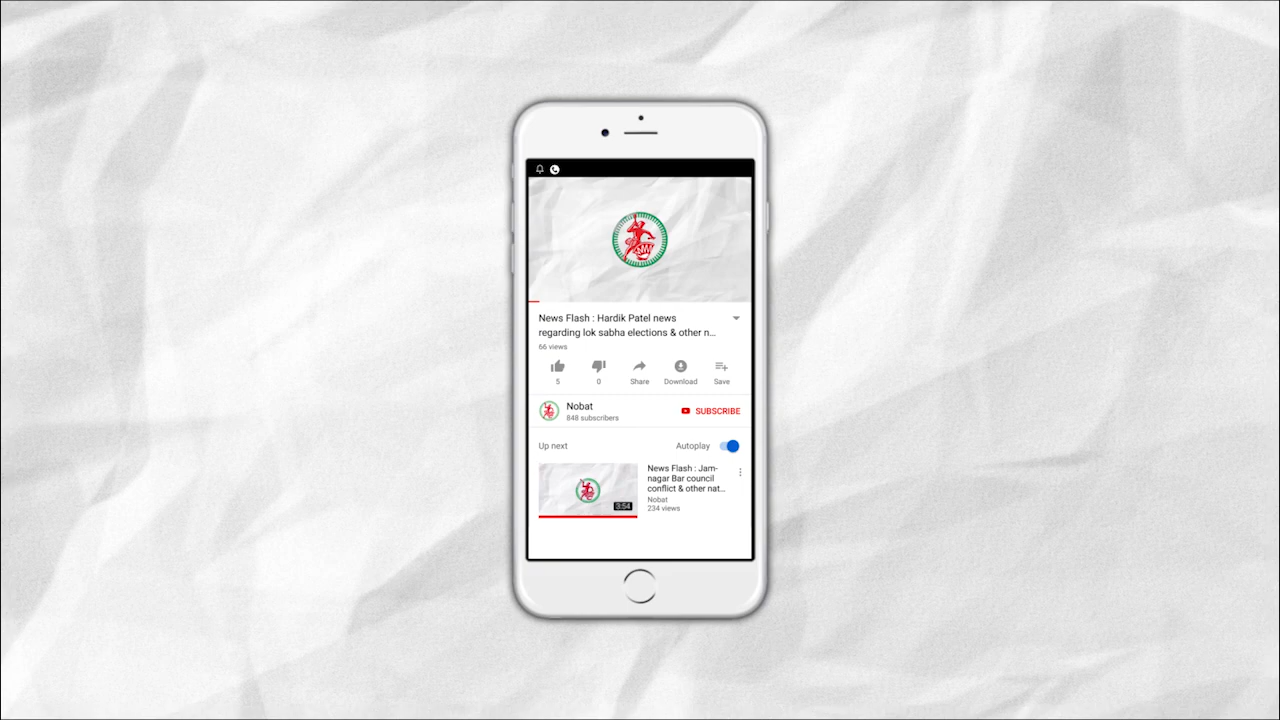 News Flash : Hardik Patel news
regarding lok sabha elections & other n...
66 views
5
0
Share
Download
Save
Nobat
848 subscribers
SUBSCRIBE
Up next
Autoplay
News Flash : Jam-
nagar Bar council
conflict & other nat...
Nobat
234 views
3:54